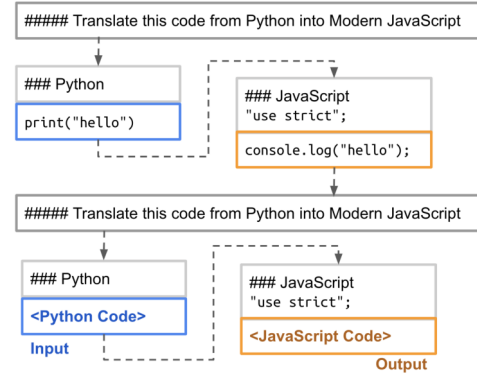 ##### Translate this code from Python into Modern JavaScript
### Python
print("hello")
### JavaScript
"use strict";
console.log("hello");
##### Translate this code from Python into Modern JavaScript
### Python
<Python Code>
Input
### JavaScript
"use strict";
<JavaScript Code>
Output